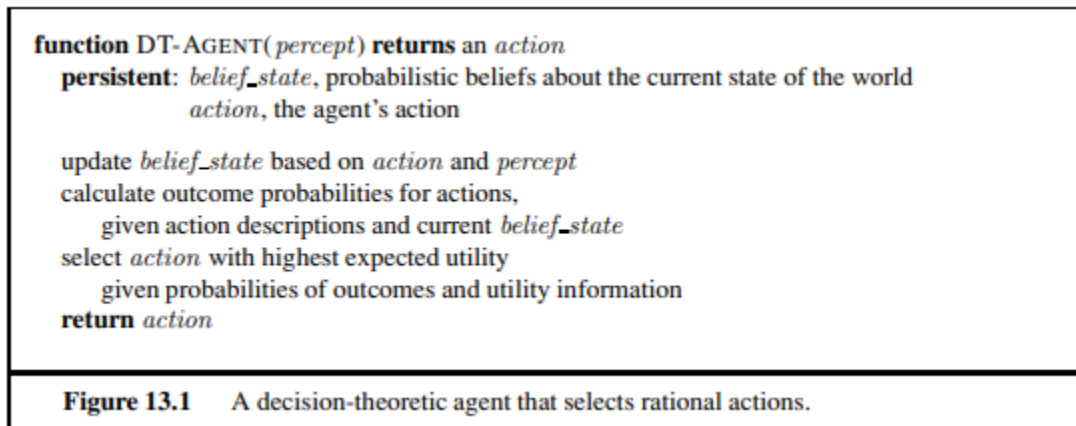 function DT-AGENT(percept) returns an action
persistent: belief_state, probabilistic beliefs about the current state of the world
action, the agent's action
update belief_state based on action and percept
calculate outcome probabilities for actions,
given action descriptions and current belief_state
select action with highest expected utility
given probabilities of outcomes and utility information
return action
Figure 13.1 A decision-theoretic agent that selects rational actions.